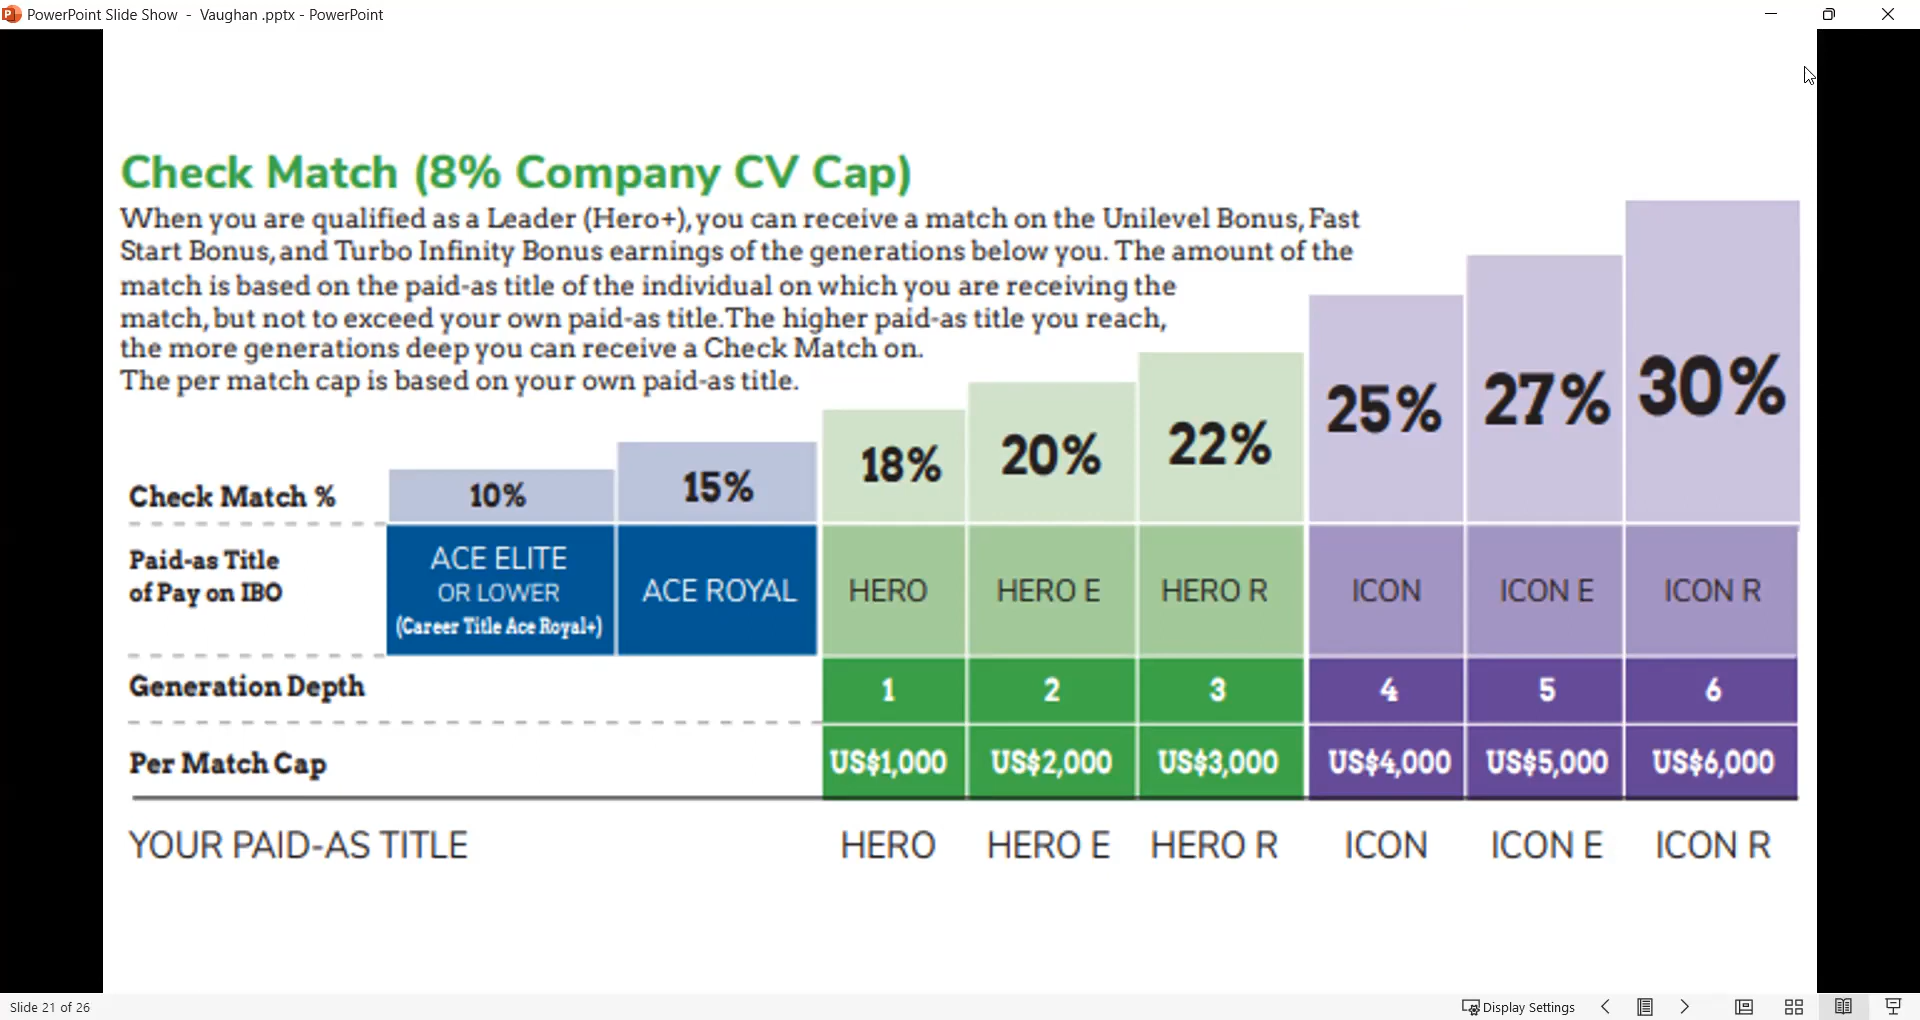 PowerPoint Slide Show - Vaughan .pptx - PowerPoint
Check Match (8% Company CV Cap)
When you are qualified as a Leader (Hero+), you can receive a match on the Unilevel Bonus, Fast
Start Bonus, and Turbo Infinity Bonus earnings of the generations below you. The amount of the
match is based on the paid-as title of the individual on which you are receiving the
match, but not to exceed your own paid-as title. The higher paid-as title you reach,
the more generations deep you can receive a Check Match on.
The per match cap is based on your own paid-as title.
Check Match % 10% 15% 18% 20% 22% 25% 27% 30%
Paid-as Title
of Pay on IBO
ACE ELITE
OR LOWER
(Career Title Ace Royal+)
ACE ROYAL HERO HERO E HERO R ICON ICON E ICON R
Generation Depth 1 2 3 4 5 6
Per Match Cap US$1,000 US$2,000 US$3,000 US$4,000 US$5,000 US$6,000
YOUR PAID-AS TITLE HERO HERO E HERO R ICON ICON E ICON R
Slide 21 of 26 Display Settings